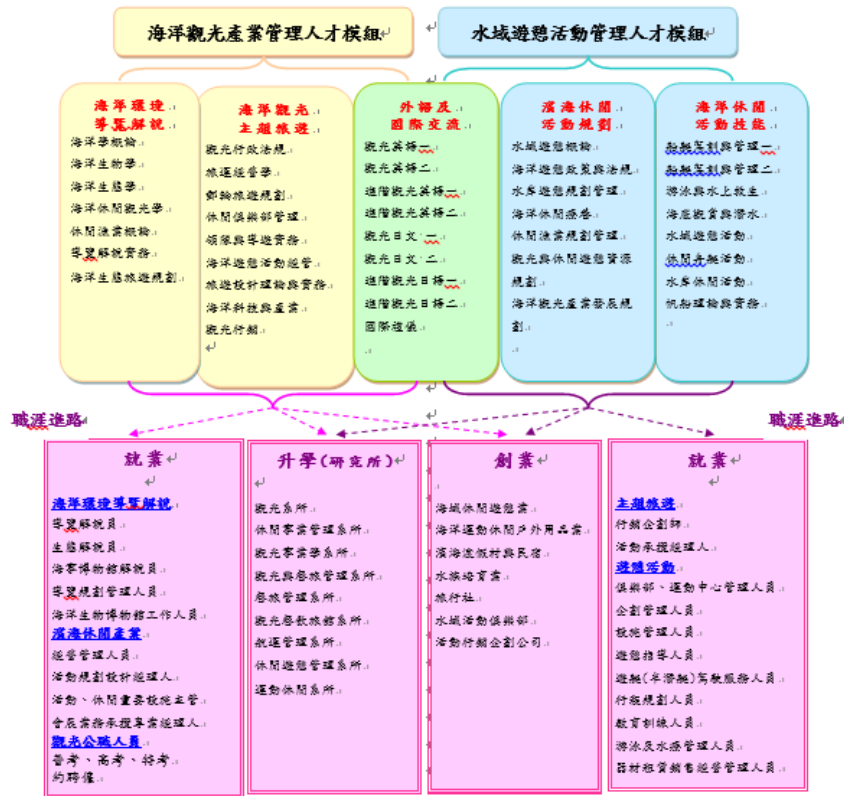 海洋觀光產業管理人才模組
水域遊憩活動管理人才模組
海洋環境
導覽解說
海洋學概論
海洋生物學
海洋生態學
海洋休閒觀光學
休閒漁業概論
導覽解說實務
海洋生態旅遊規劃
海洋觀光
主題旅遊
觀光行政法規
旅運經營學
郵輪旅遊規劃
休閒俱樂部管理
領隊與導遊實務
海洋遊憩活動經營
旅遊設計理論與實務
海洋科技與產業
觀光行銷
外語及
國際交流
觀光英語一
觀光英語二
進階觀光英語一
進階觀光英語二
觀光日文 一
觀光日文 二
進階觀光日語一
進階觀光日語二
國際禮儀
濱海休閒
活動規劃
水域遊憩概論
海洋遊憩政策與法規
水岸遊憩規劃管理
海洋休閒療養
休閒漁業規劃管理
觀光與休閒遊憩資源
規劃
海洋觀光產業發展規
劃
海洋休閒
活動技能
船艇駕訓與管理一
船艇駕訓與管理二
游泳與水上救生
海底觀賞與潛水
水域遊憩活動
休閒舟艇活動
水岸休閒活動
帆船理論與實務
職涯進路
職涯進路
就業
海洋環境導覽解說
導覽解說員
生態解說員
海事博物館解說員
導覽規劃管理人員
海洋生物博物館工作人員
濱海休閒產業
經營管理人員
活動規劃設計經理人
活動、休閒重要設施主管
會展業務承攬專業經理人
觀光公職人員
普考、高考、特考
約聘僱
升學(研究所)
觀光系所
休閒事業管理系所
觀光事業學系所
觀光與餐旅管理系所
餐旅管理系所
觀光餐飲旅館系所
航運管理系所
休閒遊憩管理系所
運動休閒系所
創業
海域休閒遊憩業
海洋運動休閒戶外用品業
濱海渡假村與民宿
水族培育業
旅行社
水域活動俱樂部
活動行銷企劃公司
就業
主題旅遊
行銷企劃師
活動承攬經理人
遊憩活動
俱樂部、運動中心管理人員
企劃管理人員
設施管理人員
遊憩指導人員
遊艇(半潛艇)駕駛服務人員
行程規劃人員
教育訓練人員
游泳及水療管理人員
器材租賃銷售經營管理人員